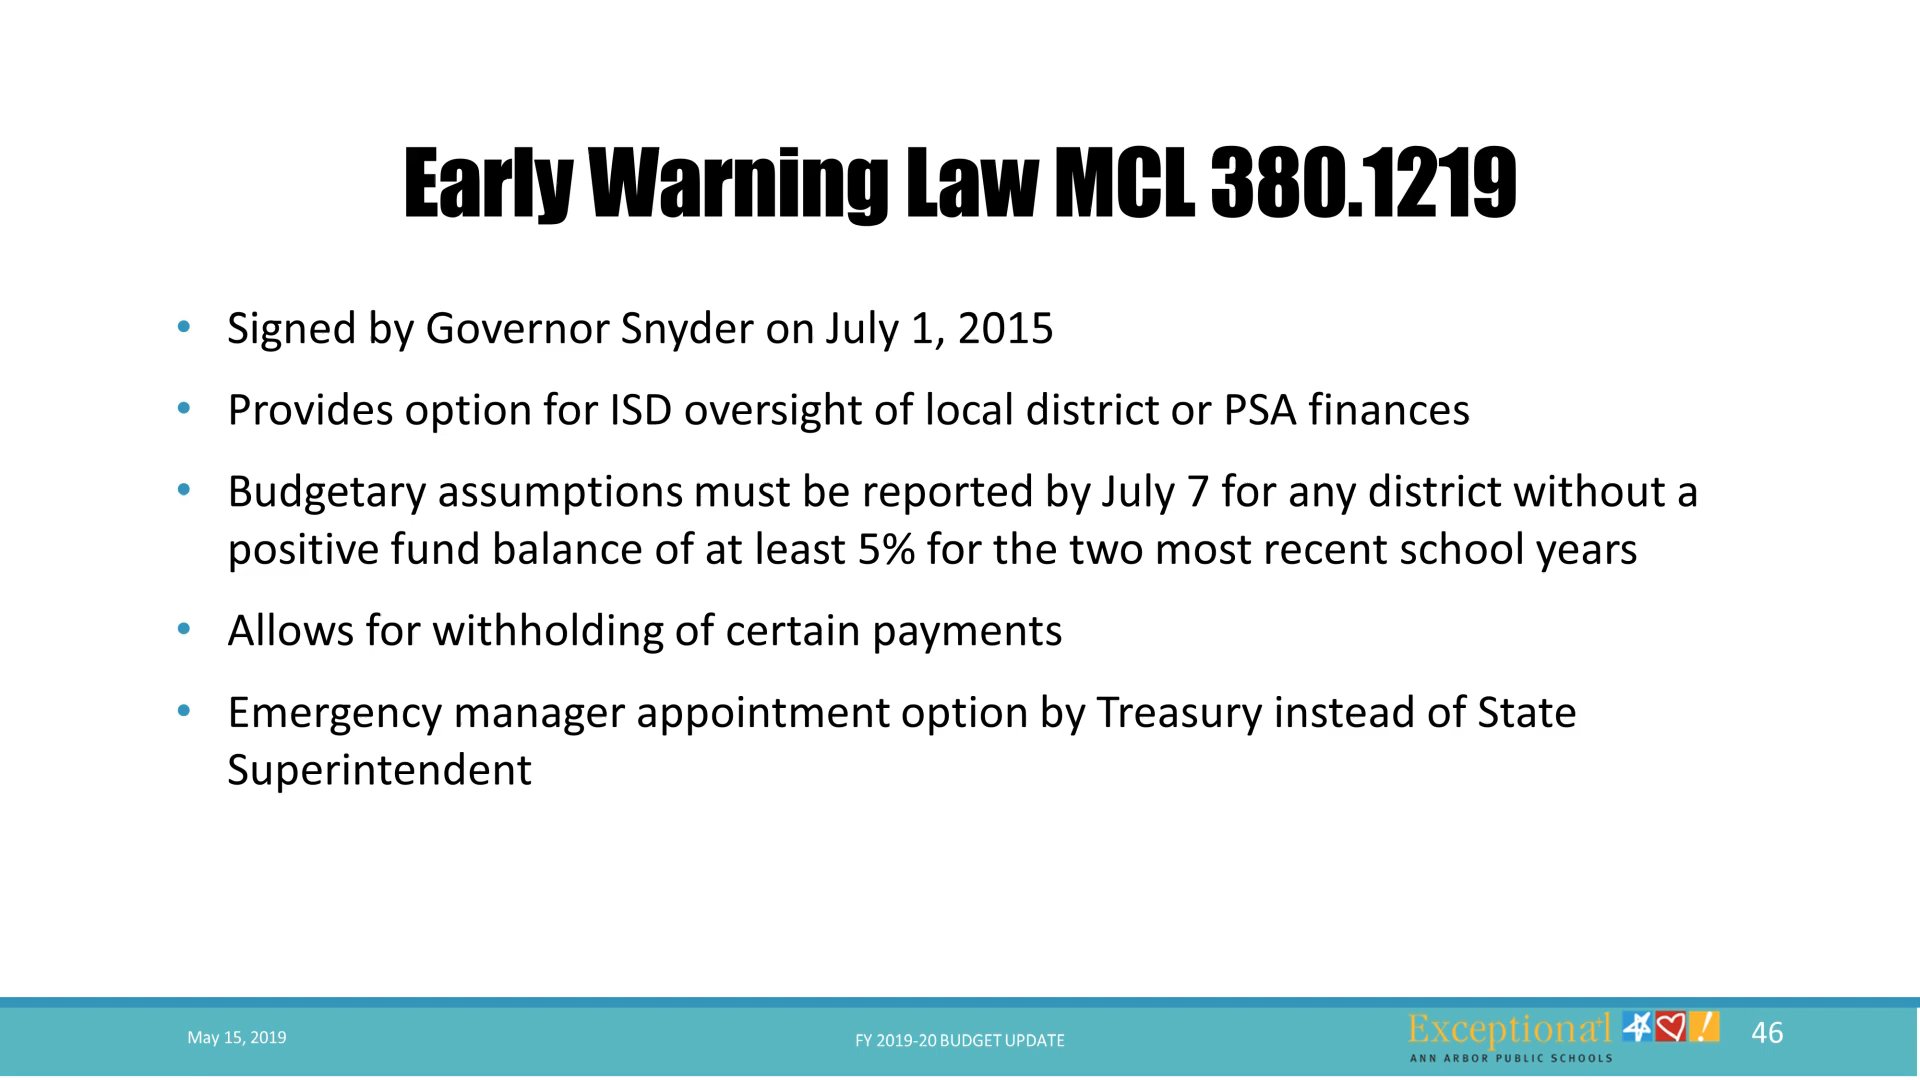 Early Warning Law MCL 380.1219
• Signed by Governor Snyder on July 1, 2015
• Provides option for ISD oversight of local district or PSA finances
• Budgetary assumptions must be reported by July 7 for any district without a
positive fund balance of at least 5% for the two most recent school years
• Allows for withholding of certain payments
• Emergency manager appointment option by Treasury instead of State
Superintendent
May 15, 2019
FY 2019-20 BUDGET UPDATE
Exceptional
ANN ARBOR PUBLIC SCHOOLS
46